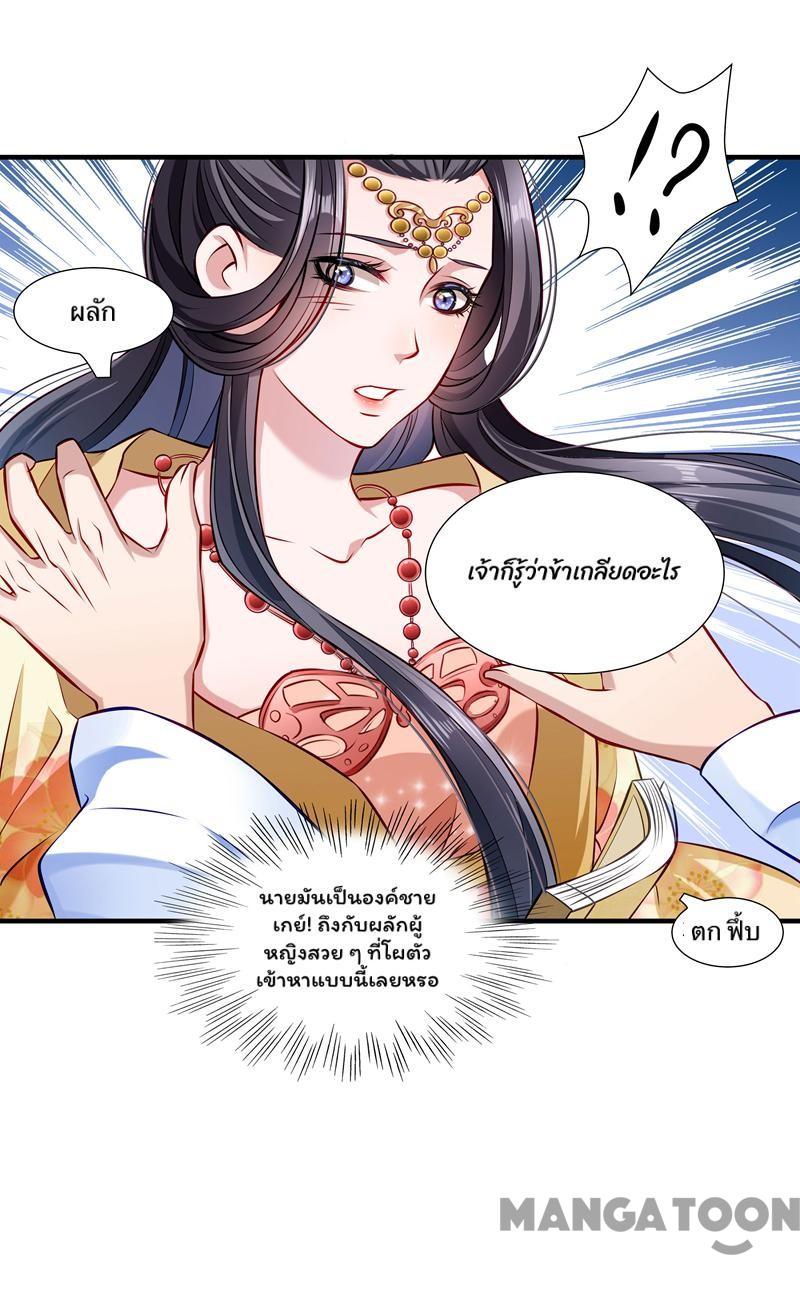 !?
ผลัก
เจ้าก็รู้ว่าข้าเกลียดอะไร
นายมันเป็นองค์ชาย
เกย์! ถึงกับผลักผู้
หญิงสวย ๆ ที่โผตัว
เข้าหาแบบนี้เลยหรอ
ตก ฟึ้บ
MANGATOON